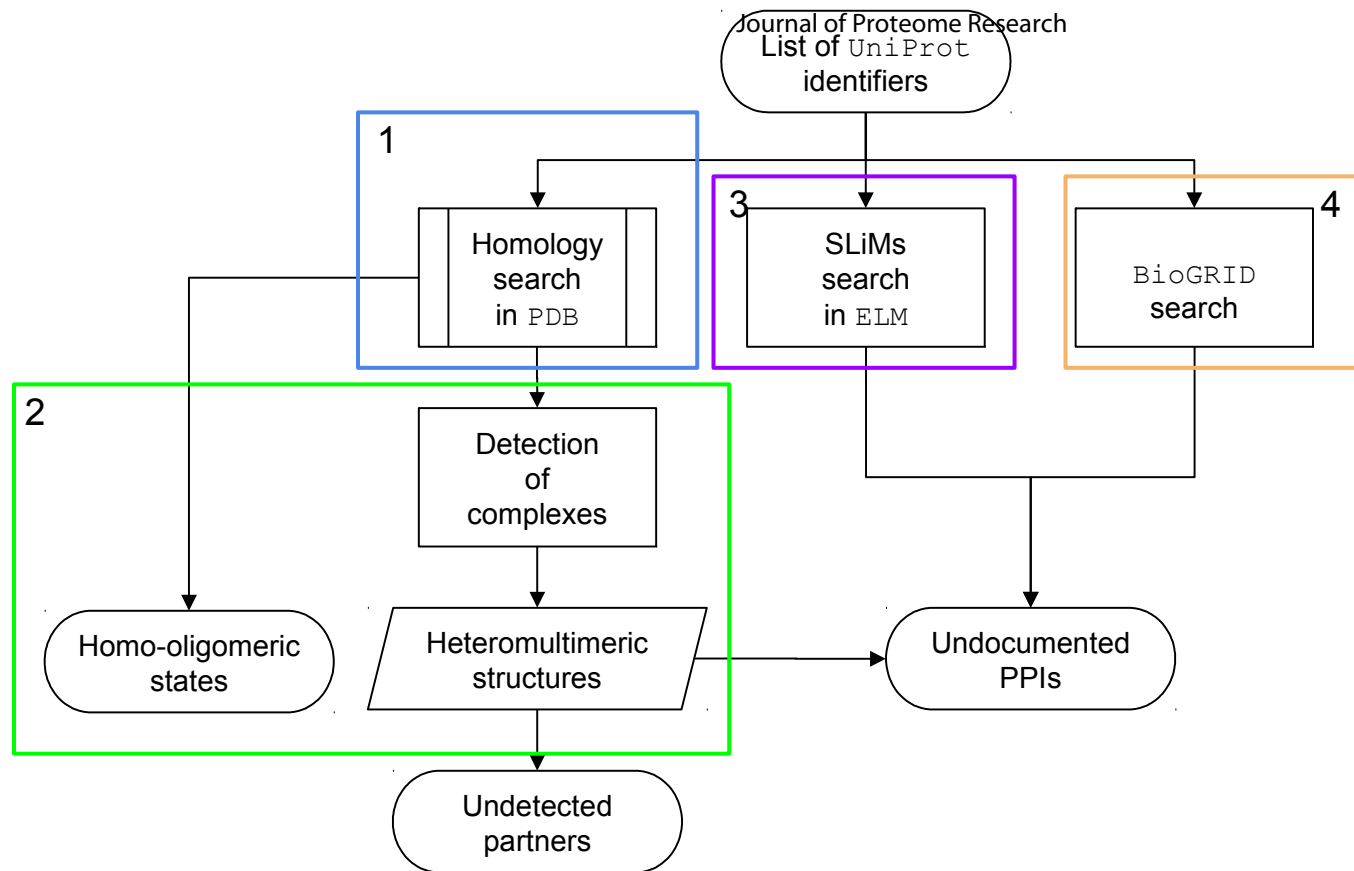 Journal of Proteome Research
List of UniProt
identifiers
1
Homology
search
in PDB
3
SLiMs
search
in ELM
4
BioGRID
search
2
Detection
of
complexes
Homo-oligomeric
states
Heteromultimeric
structures
Undocumented
PPIs
Undetected
partners